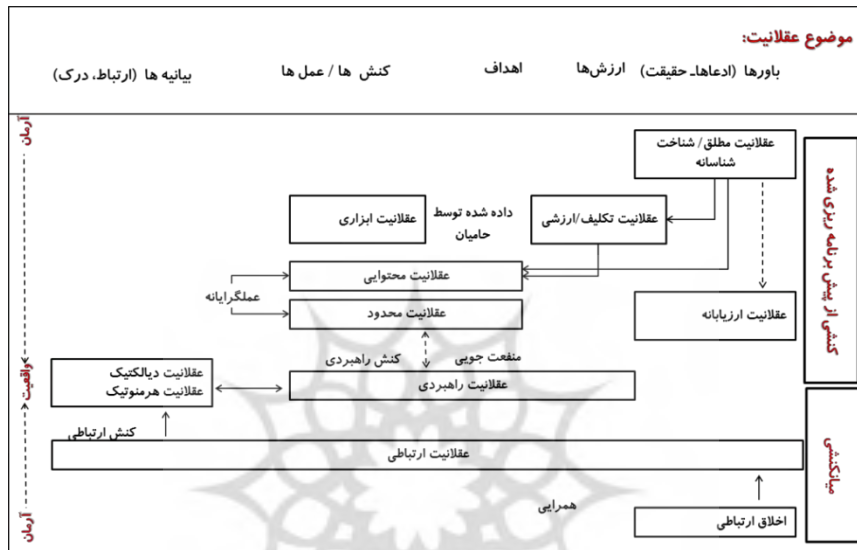 موضوع عقلانیت:
باورها (ادعاها- حقیقت) ارزش‌ها اهداف کنش ها / عمل ها بیانیه ها (ارتباط، درک)
آرمان
عقلانیت مطلق/ شناخت
شناسانه
کنشی از پیش برنامه ریزی شده
عقلانیت تکلیف/ارزشی
داده شده توسط
حامیان
عقلانیت ابزاری
عقلانیت محتوایی
عملگرایانه
عقلانیت محدود
عقلانیت ارزیابانه
منفعت جویی
کنش راهبردی
واقعیت
عقلانیت راهبردی
عقلانیت دیالکتیک
عقلانیت هرمنوتیک
میانکنشی
کنش ارتباطی
عقلانیت ارتباطی
همرایی
اخلاق ارتباطی
آرمان